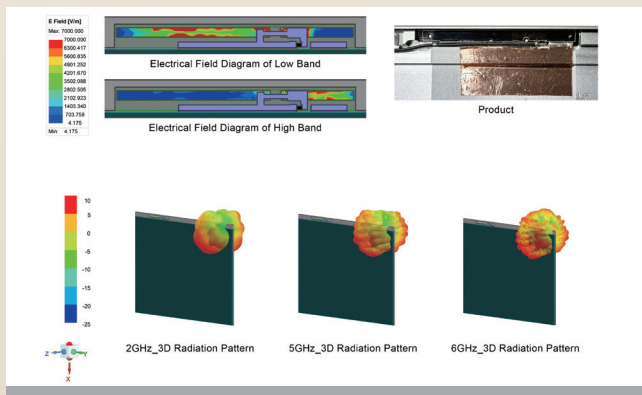 E Field [V/m]
Max: 7000.000
7000.000
6300.417
5600.835
4901.252
4201.670
3502.088
2802.505
2102.923
1403.340
703.758
4.175
Min: 4.175
Electrical Field Diagram of Low Band
Electrical Field Diagram of High Band
Product
10
5
0
-5
-10
-15
-20
-25
Z
Y
X
2GHz_3D Radiation Pattern
5GHz_3D Radiation Pattern
6GHz_3D Radiation Pattern